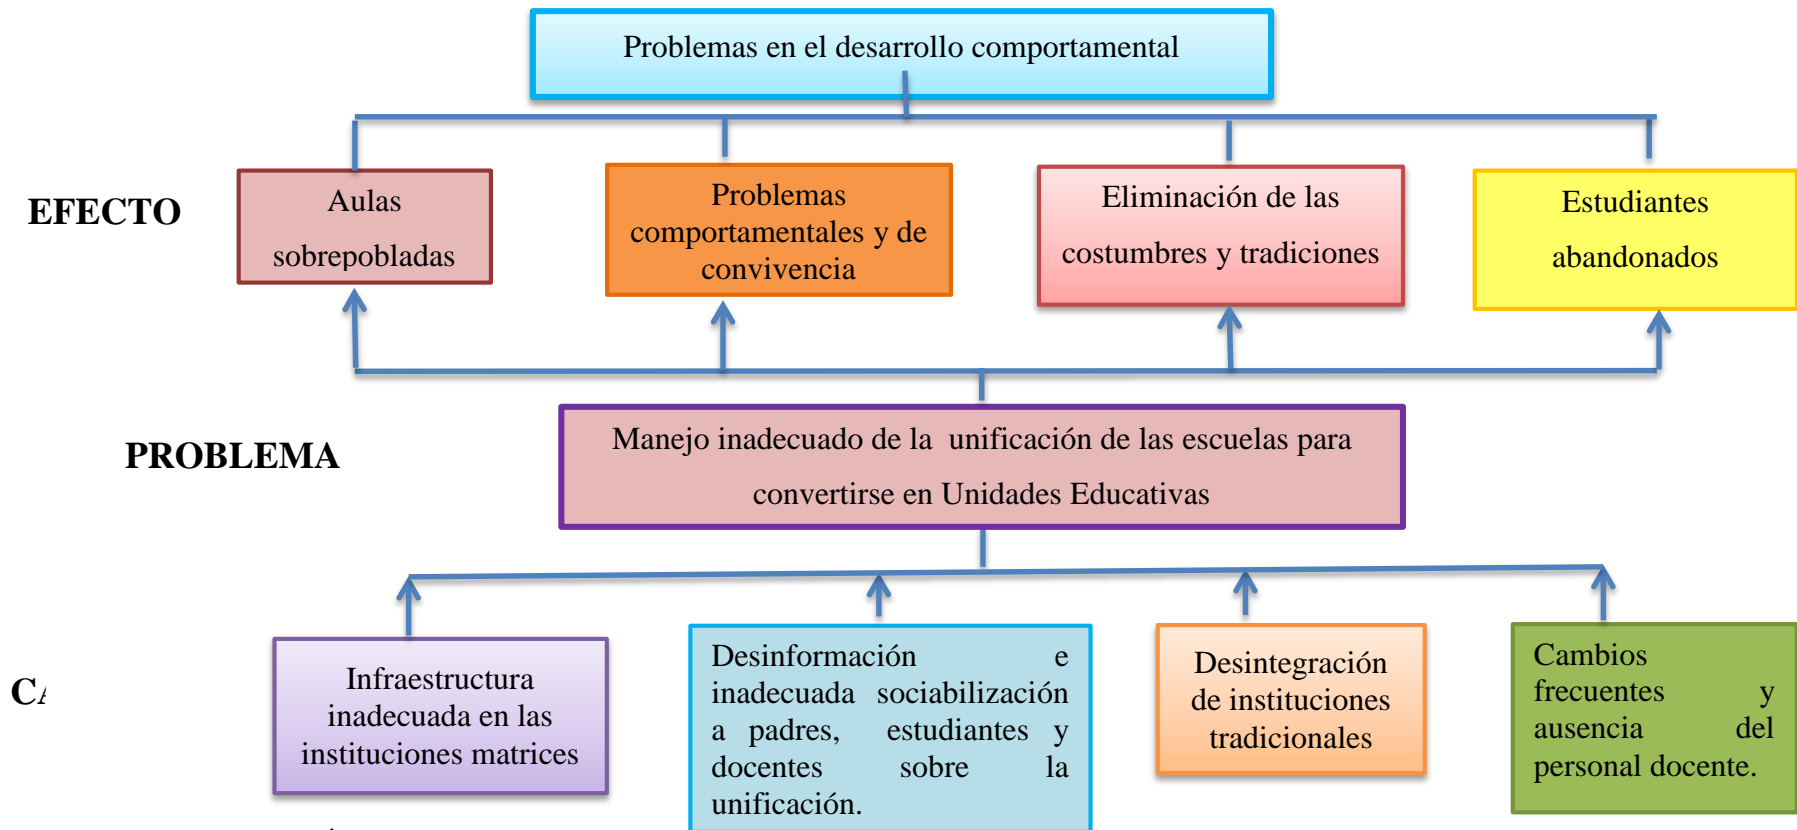 Problemas en el desarrollo comportamental
EFECTO
Aulas
sobrepobladas
Problemas
comportamentales y de
convivencia
Eliminación de las
costumbres y tradiciones
Estudiantes
abandonados
PROBLEMA
Manejo inadecuado de la unificación de las escuelas para
convertirse en Unidades Educativas
Infraestructura
inadecuada en las
instituciones matrices
Desinformación e
inadecuada sociabilización
a padres, estudiantes y
docentes sobre la
unificación.
Desintegración
de instituciones
tradicionales
Cambios
frecuentes y
ausencia del
personal docente.